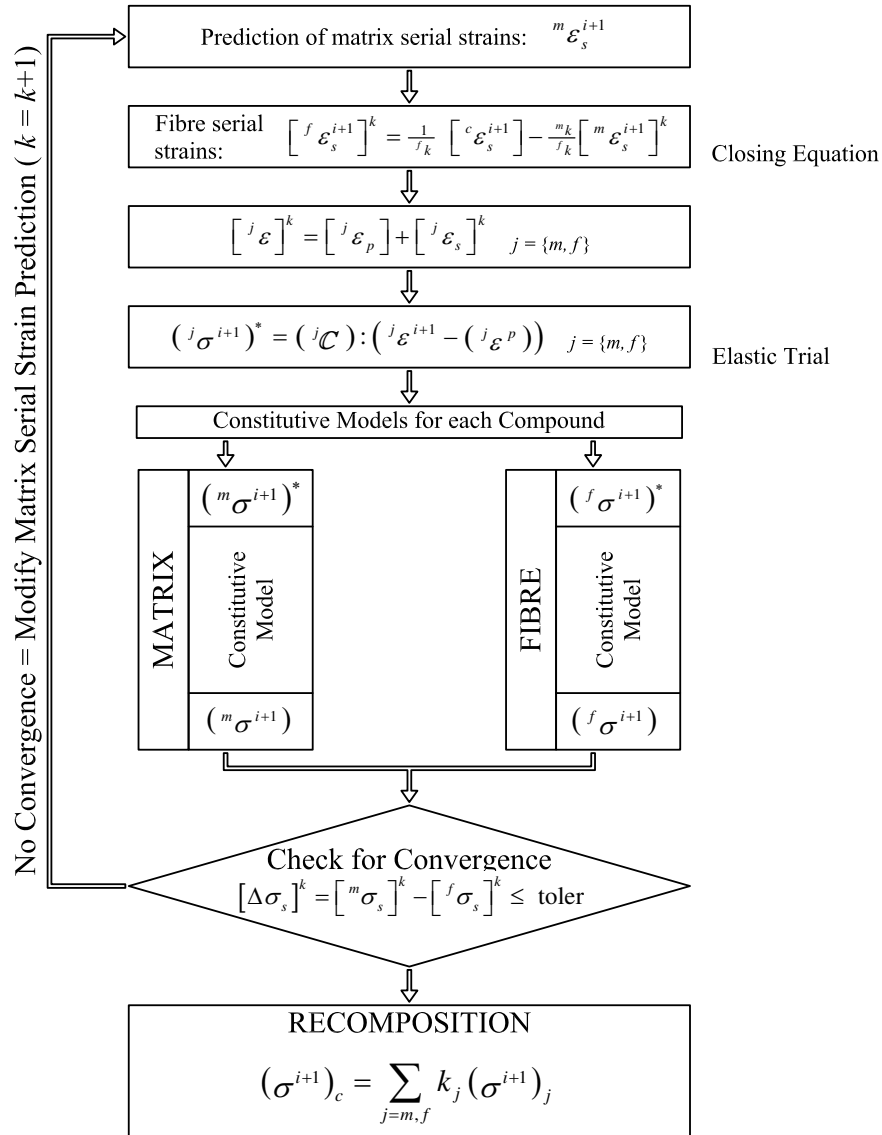 Prediction of matrix serial strains: ᵐε_s^{i+1}
Fibre serial
strains: [ᶠε_s^{i+1}]^k = 1/ᶠk [ᶜε_s^{i+1}] − ᵐk/ᶠk [ᵐε_s^{i+1}]^k
Closing Equation
[ʲε]^k = [ʲε_p] + [ʲε_s]^k j = {m, f}
(ʲσ^{i+1})^* = (ʲℂ) : (ʲε^{i+1} − (ʲε^p)) j = {m, f}
Elastic Trial
Constitutive Models for each Compound
MATRIX
(ᵐσ^{i+1})^*
Constitutive
Model
(ᵐσ^{i+1})
FIBRE
(ᶠσ^{i+1})^*
Constitutive
Model
(ᶠσ^{i+1})
Check for Convergence
[Δσ_s]^k = [ᵐσ_s]^k − [ᶠσ_s]^k ≤ toler
No Convergence = Modify Matrix Serial Strain Prediction ( k = k+1)
RECOMPOSITION
(σ^{i+1})_c = ∑_{j=m,f} k_j (σ^{i+1})_j